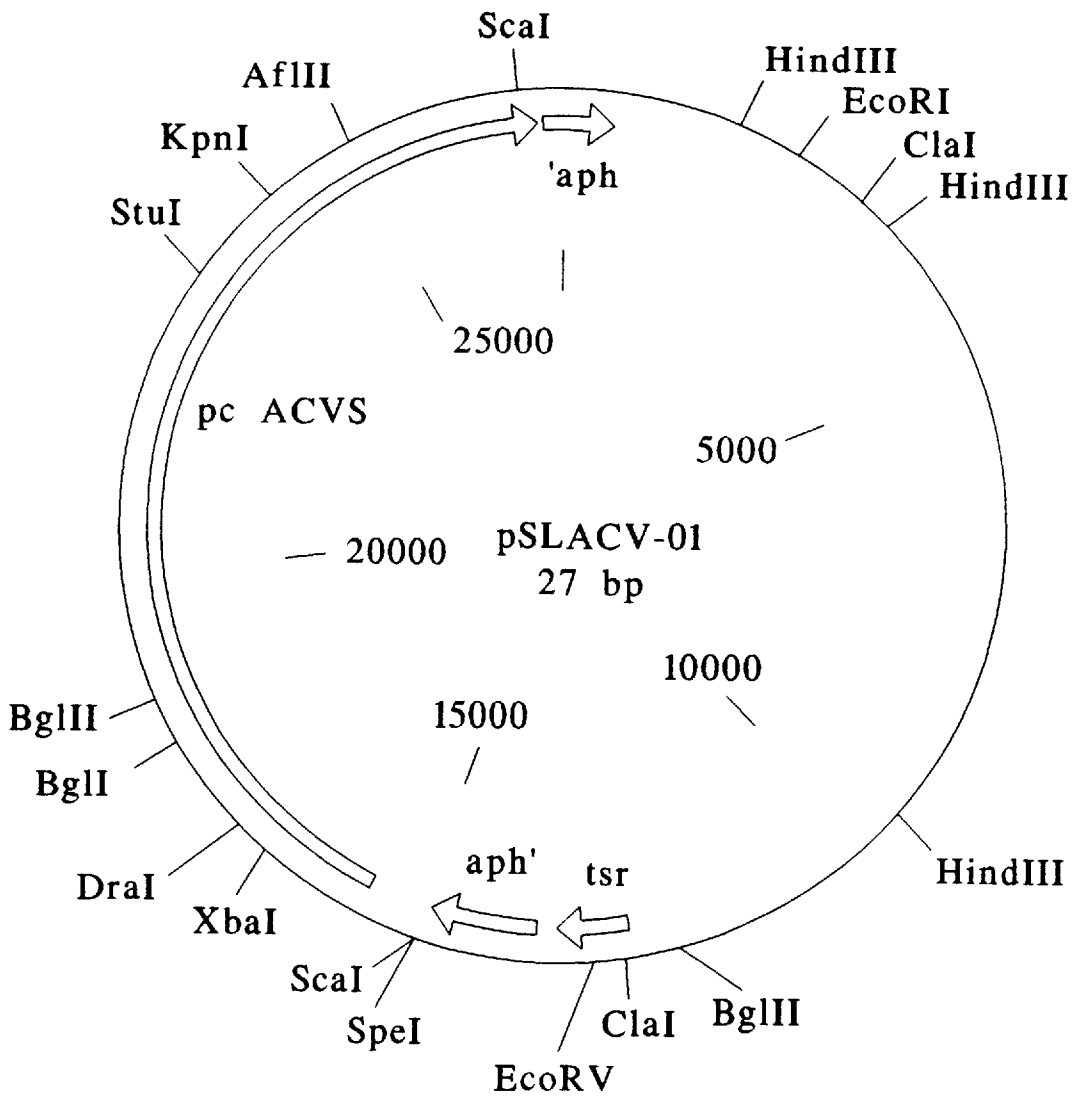 ScaI
HindIII
AflII
EcoRI
KpnI
ClaI
HindIII
'aph
StuI
25000
pc ACVS
5000
20000
pSLACV-01
27 bp
10000
15000
BglII
BglI
aph'
tsr
HindIII
DraI
XbaI
ScaI
SpeI
ClaI
BglII
EcoRV